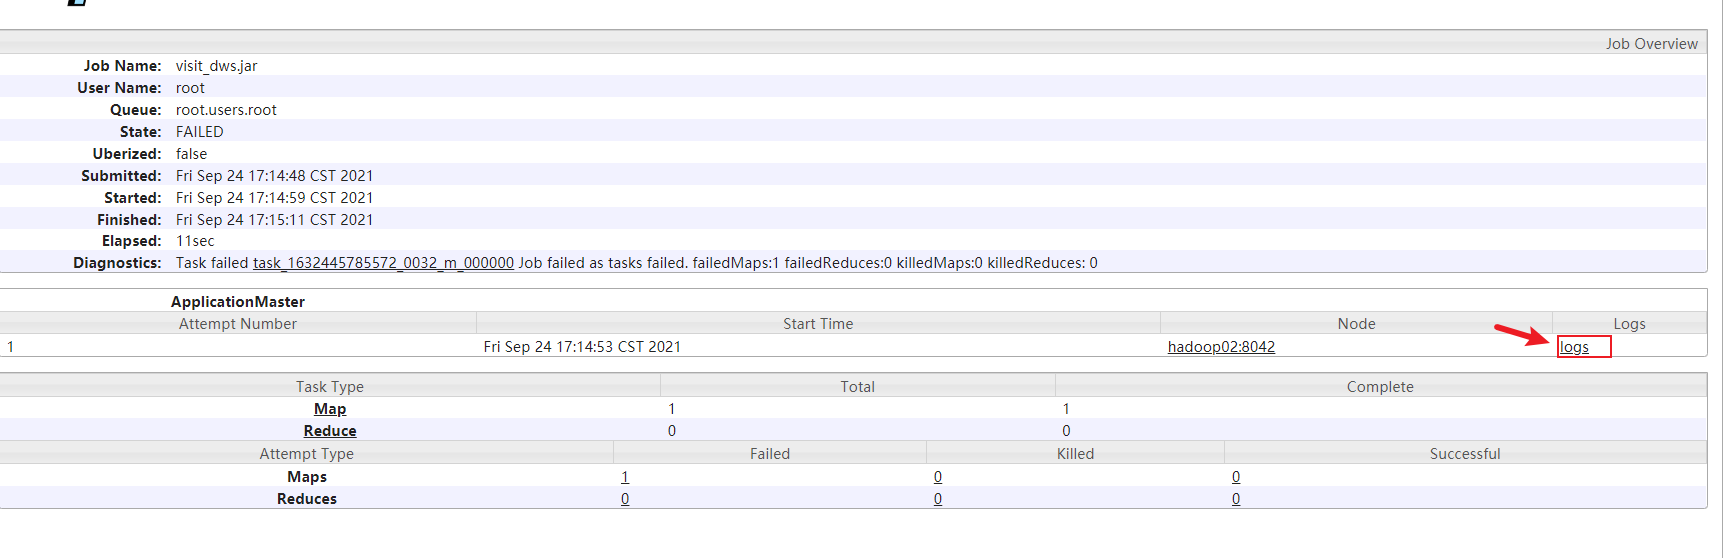 Job Overview
Job Name: visit_dws.jar
User Name: root
Queue: root.users.root
State: FAILED
Uberized: false
Submitted: Fri Sep 24 17:14:48 CST 2021
Started: Fri Sep 24 17:14:59 CST 2021
Finished: Fri Sep 24 17:15:11 CST 2021
Elapsed: 11sec
Diagnostics: Task failed task_1632445785572_0032_m_000000 Job failed as tasks failed. failedMaps:1 failedReduces:0 killedMaps:0 killedReduces: 0
ApplicationMaster
Attempt Number Start Time Node Logs
1 Fri Sep 24 17:14:53 CST 2021 hadoop02:8042 logs
Task Type Total Complete
Map 1 1
Reduce 0 0
Attempt Type Failed Killed Successful
Maps 1 0 0
Reduces 0 0 0